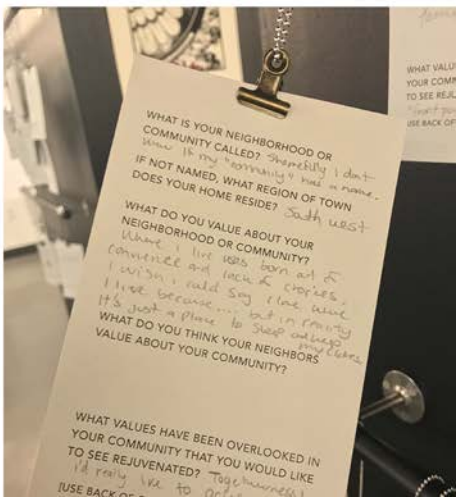 WHAT IS YOUR NEIGHBORHOOD OR
COMMUNITY CALLED? Shamefully I don't
know if my "community" has a name.
IF NOT NAMED, WHAT REGION OF TOWN
DOES YOUR HOME RESIDE? South west
WHAT DO YOU VALUE ABOUT YOUR
NEIGHBORHOOD OR COMMUNITY?
Where I live was born out of
convenience and lack of choices.
I wish I could say I live where
I live because... but in reality
It's just a place to sleep and keep
my clothes.
WHAT DO YOU THINK YOUR NEIGHBORS
VALUE ABOUT YOUR COMMUNITY?
WHAT VALUES HAVE BEEN OVERLOOKED IN
YOUR COMMUNITY THAT YOU WOULD LIKE
TO SEE REJUVENATED? Togetherness!
I'd really like to
(USE BACK OF
WHAT VALU
YOUR COMM
TO SEE REJU
USE BACK OF